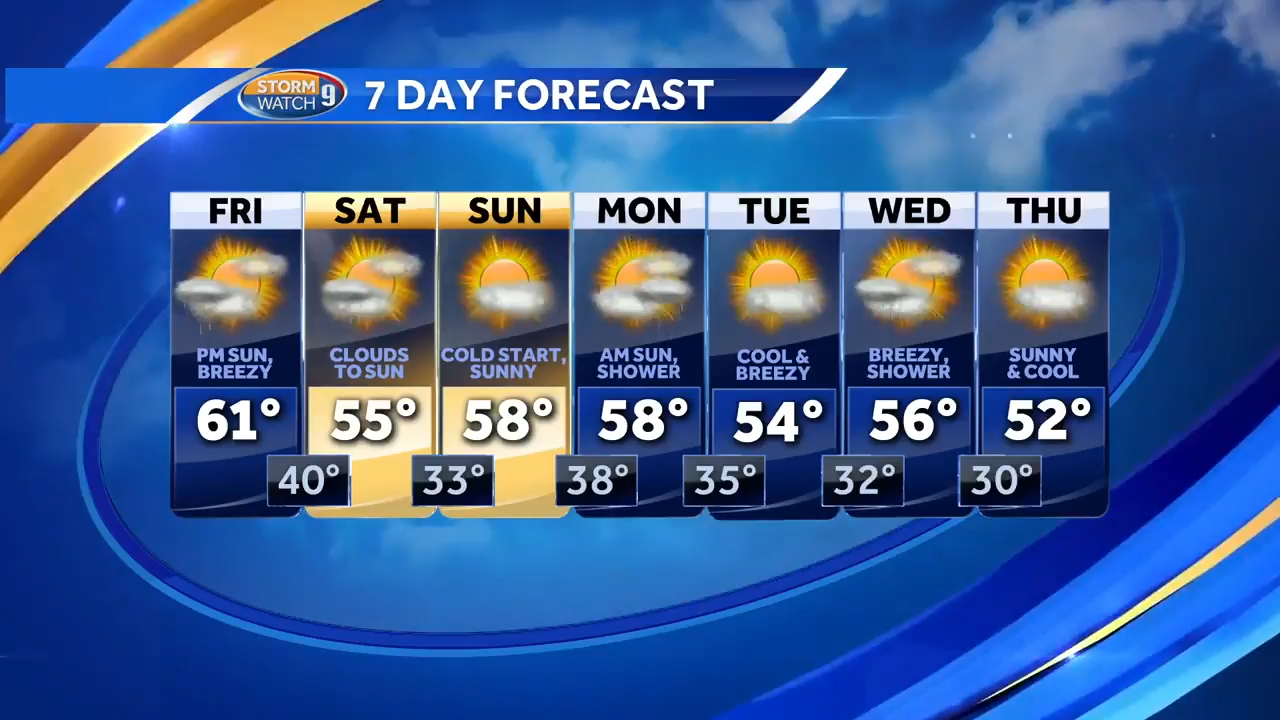 STORM
WATCH 9
7 DAY FORECAST
FRI
SAT
SUN
MON
TUE
WED
THU
PM SUN,
BREEZY
CLOUDS
TO SUN
COLD START,
SUNNY
AM SUN,
SHOWER
COOL &
BREEZY
BREEZY,
SHOWER
SUNNY
& COOL
61°
55°
58°
58°
54°
56°
52°
40°
33°
38°
35°
32°
30°